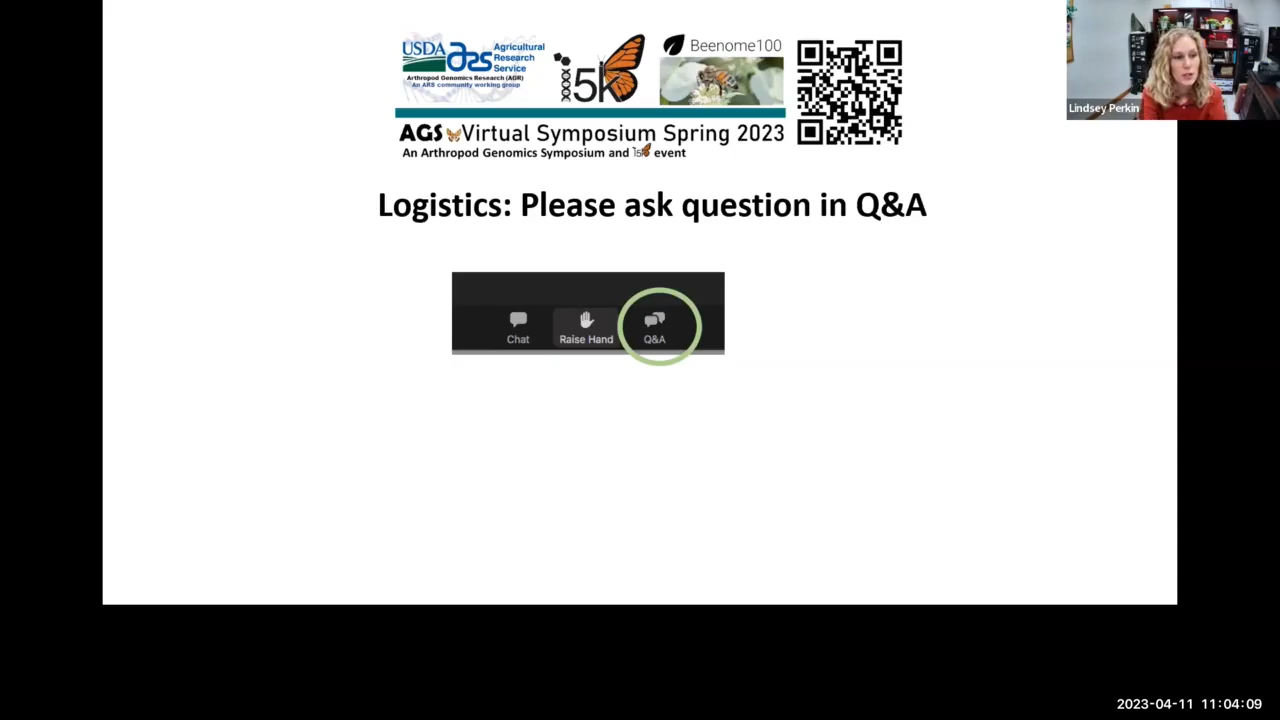 USDA ars Agricultural
Research
Service
Arthropod Genomics Research (AGR)
An ARS community working group
i5k
Beenome100
AGS Virtual Symposium Spring 2023
An Arthropod Genomics Symposium and i5k event
Logistics: Please ask question in Q&A
Chat
Raise Hand
Q&A
Lindsey Perkin
2023-04-11 11:04:09